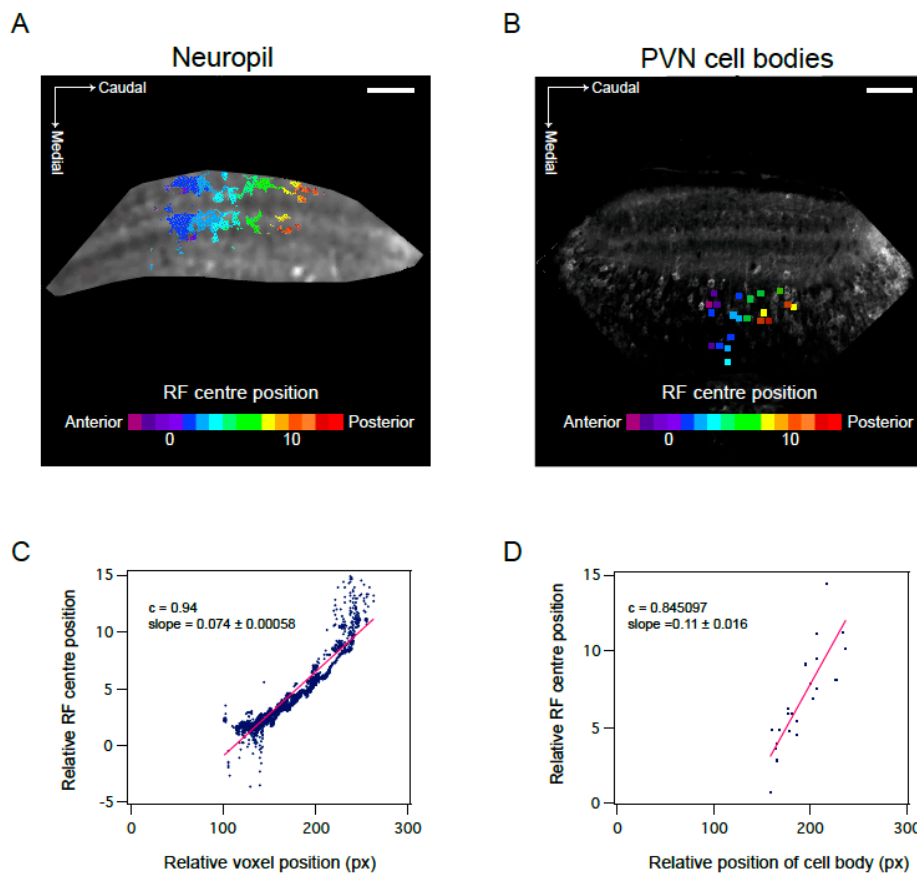 A
Neuropil
Caudal
Medial
RF centre position
Anterior
Posterior
0 10
B
PVN cell bodies
Caudal
Medial
RF centre position
Anterior
Posterior
0 10
C
Relative RF centre position
15
10
5
0
-5
c = 0.94
slope = 0.074 ± 0.00058
0 100 200 300
Relative voxel position (px)
D
Relative RF centre position
15
10
5
0
c = 0.845097
slope =0.11 ± 0.016
0 100 200 300
Relative position of cell body (px)